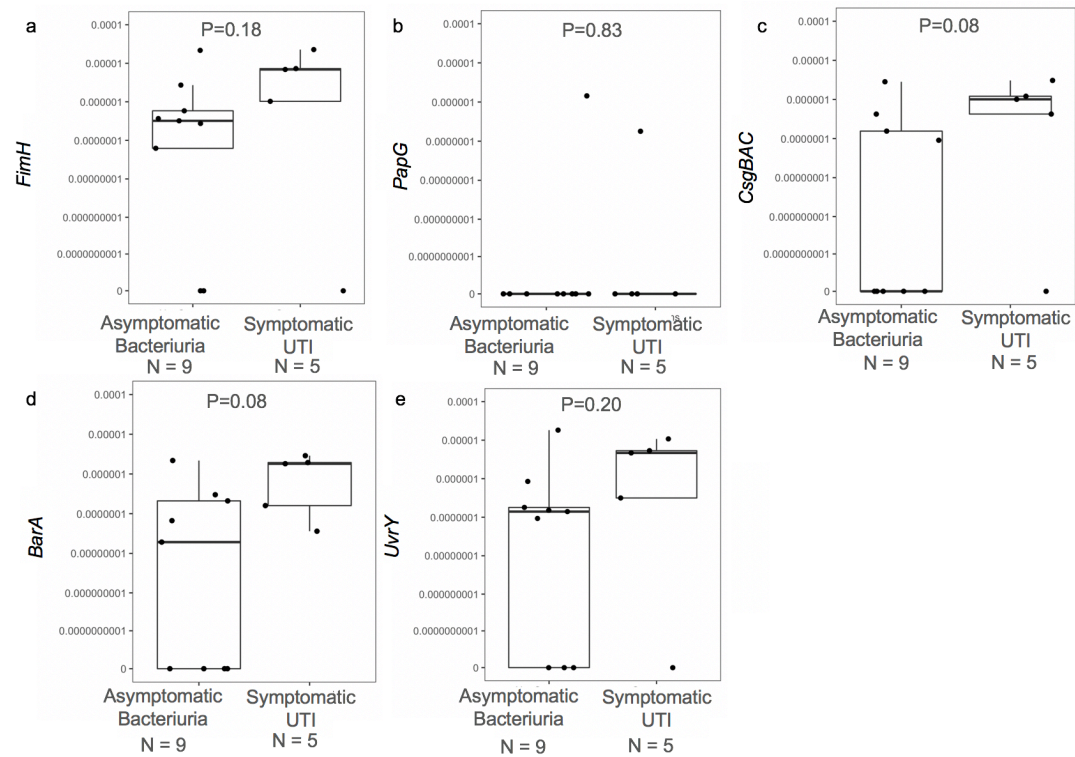 a
P=0.18
FimH
0.0001
0.00001
0.000001
0.0000001
0.00000001
0.000000001
0.0000000001
0
Asymptomatic
Bacteriuria
N = 9
Symptomatic
UTI
N = 5
b
P=0.83
PapG
0.0001
0.00001
0.000001
0.0000001
0.00000001
0.000000001
0.0000000001
0
Asymptomatic
Bacteriuria
N = 9
Symptomatic
UTI
N = 5
c
P=0.08
CsgBAC
0.0001
0.00001
0.000001
0.0000001
0.00000001
0.000000001
0.0000000001
0
Asymptomatic
Bacteriuria
N = 9
Symptomatic
UTI
N = 5
d
P=0.08
BarA
0.0001
0.00001
0.000001
0.0000001
0.00000001
0.000000001
0.0000000001
0
Asymptomatic
Bacteriuria
N = 9
Symptomatic
UTI
N = 5
e
P=0.20
UvrY
0.0001
0.00001
0.000001
0.0000001
0.00000001
0.000000001
0.0000000001
0
Asymptomatic
Bacteriuria
N = 9
Symptomatic
UTI
N = 5